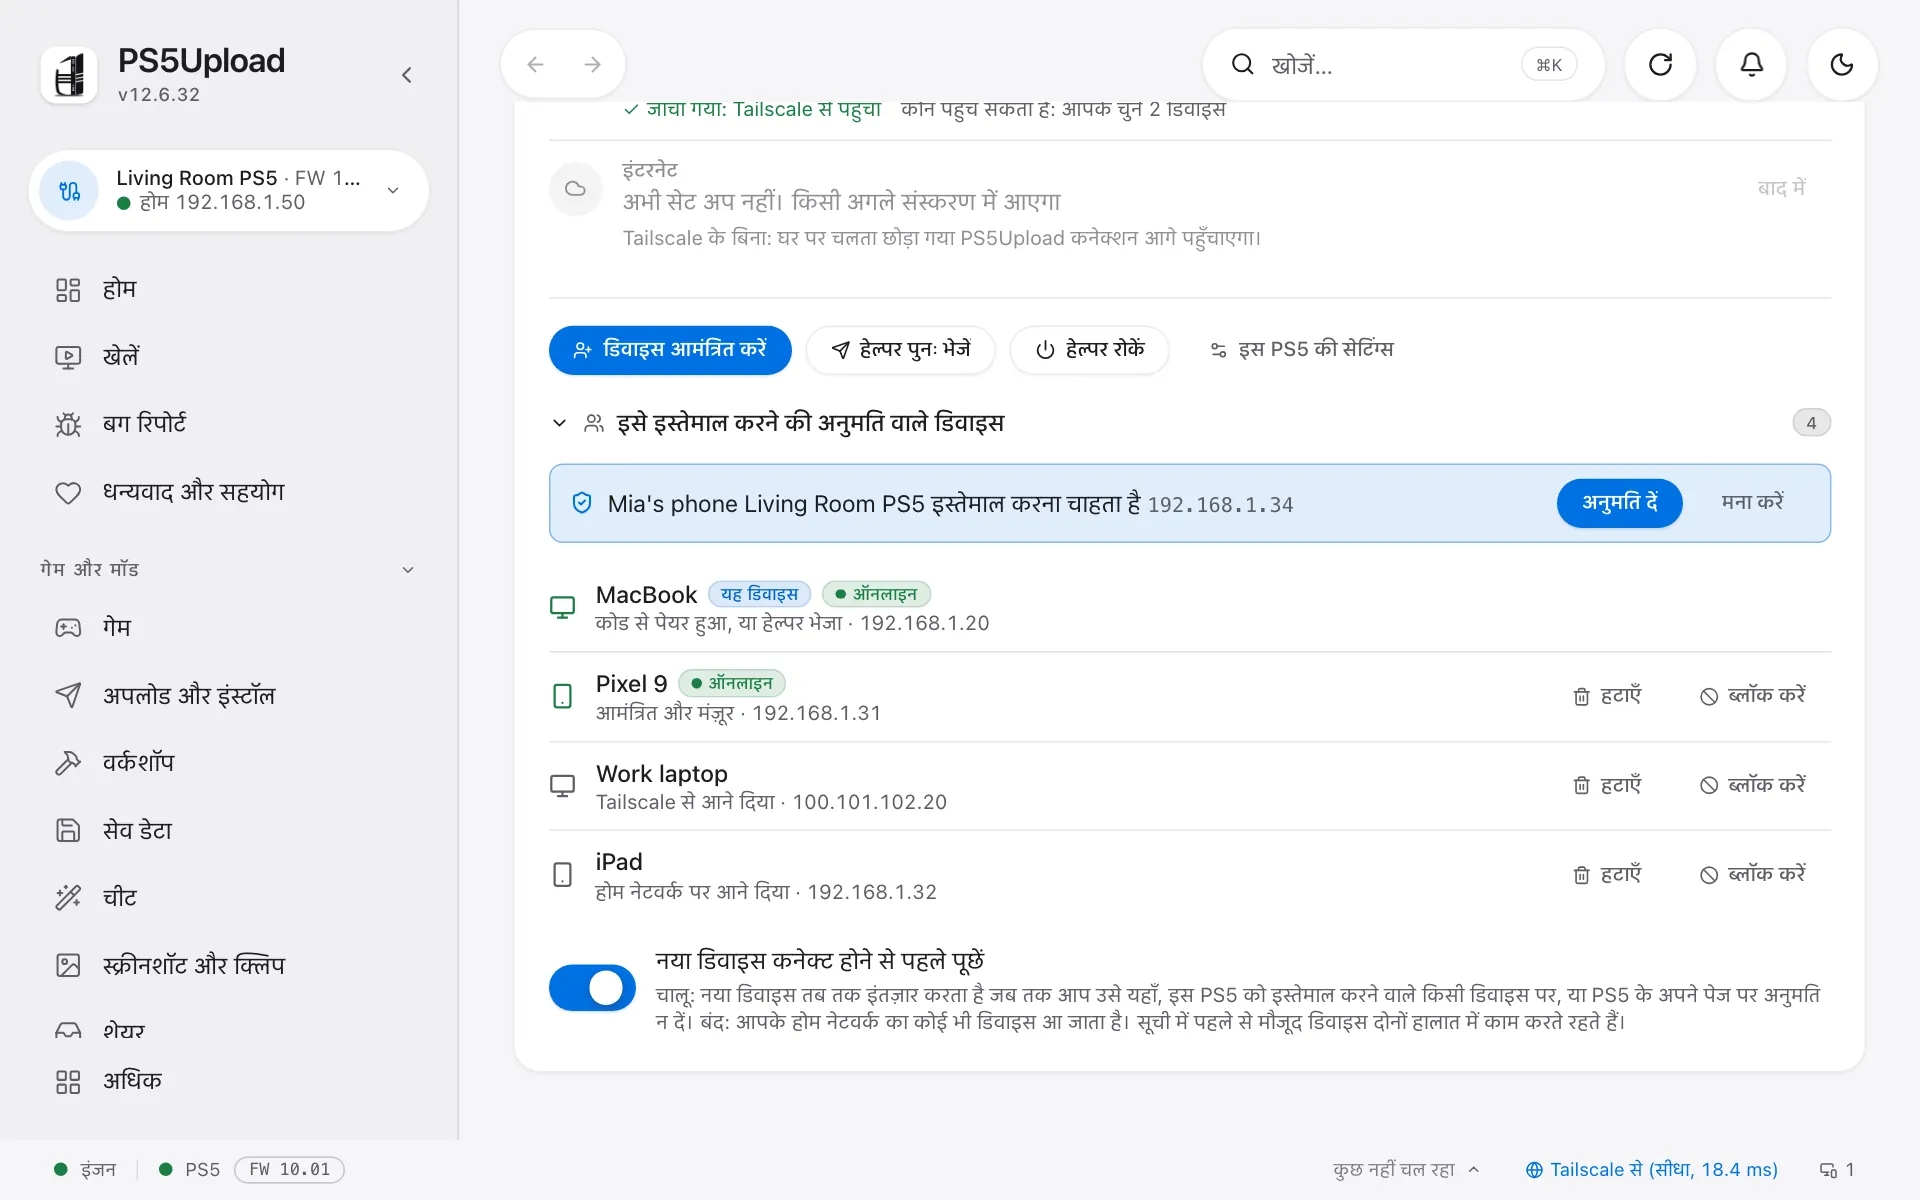 PS5Upload
v12.6.32
Living Room PS5 · FW 1...
होम 192.168.1.50
होम
खेलें
बग रिपोर्ट
धन्यवाद और सहयोग
गेम और मॉड
गेम
अपलोड और इंस्टॉल
वर्कशॉप
सेव डेटा
चीट
स्क्रीनशॉट और क्लिप
शेयर
अधिक
खोजें...
⌘K
जाँचा गया: Tailscale से पहुँचा कौन पहुँच सकता है: आपके चुने 2 डिवाइस
इंटरनेट
अभी सेट अप नहीं। किसी अगले संस्करण में आएगा
बाद में
Tailscale के बिना: घर पर चलता छोड़ा गया PS5Upload कनेक्शन आगे पहुँचाएगा।
डिवाइस आमंत्रित करें
हेल्पर पुनः भेजें
हेल्पर रोकें
इस PS5 की सेटिंग्स
इसे इस्तेमाल करने की अनुमति वाले डिवाइस
4
Mia's phone Living Room PS5 इस्तेमाल करना चाहता है 192.168.1.34
अनुमति दें
मना करें
MacBook यह डिवाइस ऑनलाइन
कोड से पेयर हुआ, या हेल्पर भेजा · 192.168.1.20
Pixel 9 ऑनलाइन
आमंत्रित और मंज़ूर · 192.168.1.31
हटाएँ ब्लॉक करें
Work laptop
Tailscale से आने दिया · 100.101.102.20
हटाएँ ब्लॉक करें
iPad
होम नेटवर्क पर आने दिया · 192.168.1.32
हटाएँ ब्लॉक करें
नया डिवाइस कनेक्ट होने से पहले पूछें
चालू: नया डिवाइस तब तक इंतज़ार करता है जब तक आप उसे यहाँ, इस PS5 को इस्तेमाल करने वाले किसी डिवाइस पर, या PS5 के अपने पेज पर अनुमति
न दें। बंद: आपके होम नेटवर्क का कोई भी डिवाइस आ जाता है। सूची में पहले से मौजूद डिवाइस दोनों हालात में काम करते रहते हैं।
इंजन
PS5
FW 10.01
कुछ नहीं चल रहा
Tailscale से (सीधा, 18.4 ms)
1